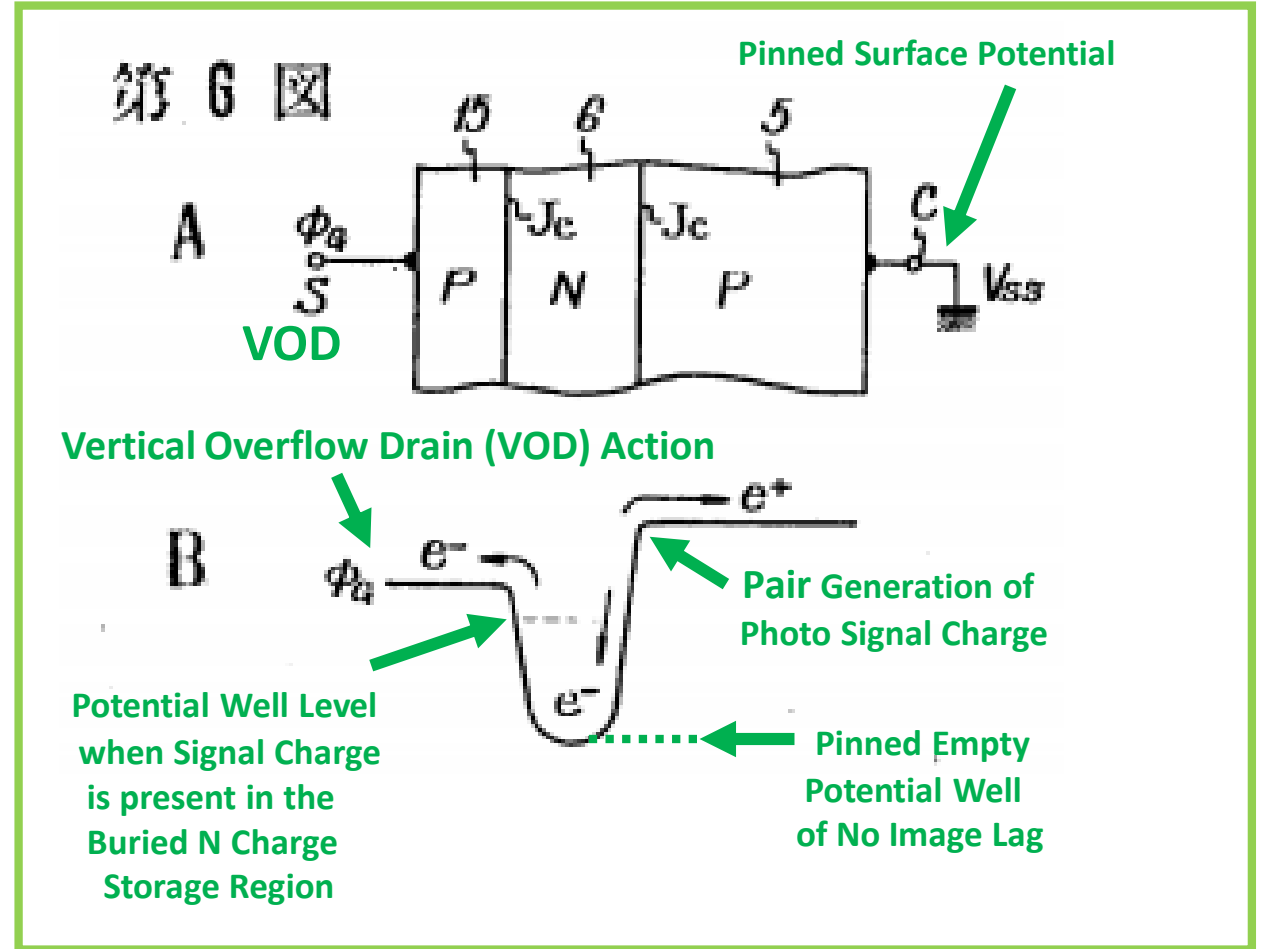 第 6 図
Pinned Surface Potential
15 6 5
A
ΦG
S
VOD
Jc Jc
P N P
C
Vss
Vertical Overflow Drain (VOD) Action
B
ΦG
e⁻
e⁺
e⁻
Pair Generation of
Photo Signal Charge
Potential Well Level
when Signal Charge
is present in the
Buried N Charge
Storage Region
Pinned Empty
Potential Well
of No Image Lag